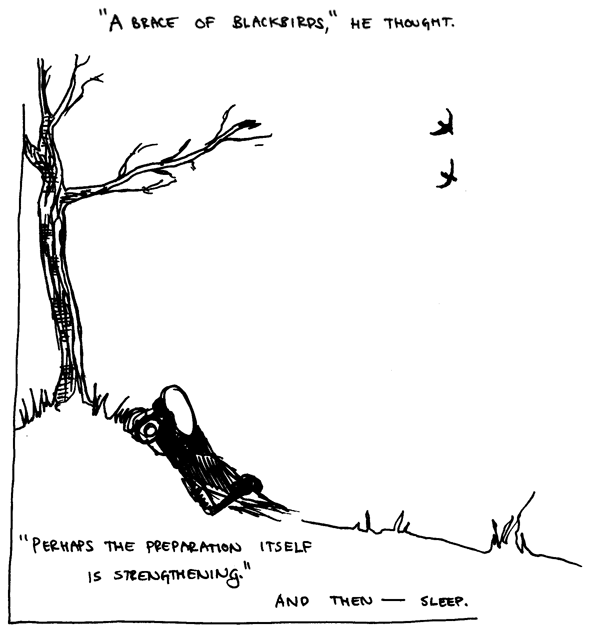 "A BRACE OF BLACKBIRDS," HE THOUGHT.
"PERHAPS THE PREPARATION ITSELF
IS STRENGTHENING."
AND THEN — SLEEP.